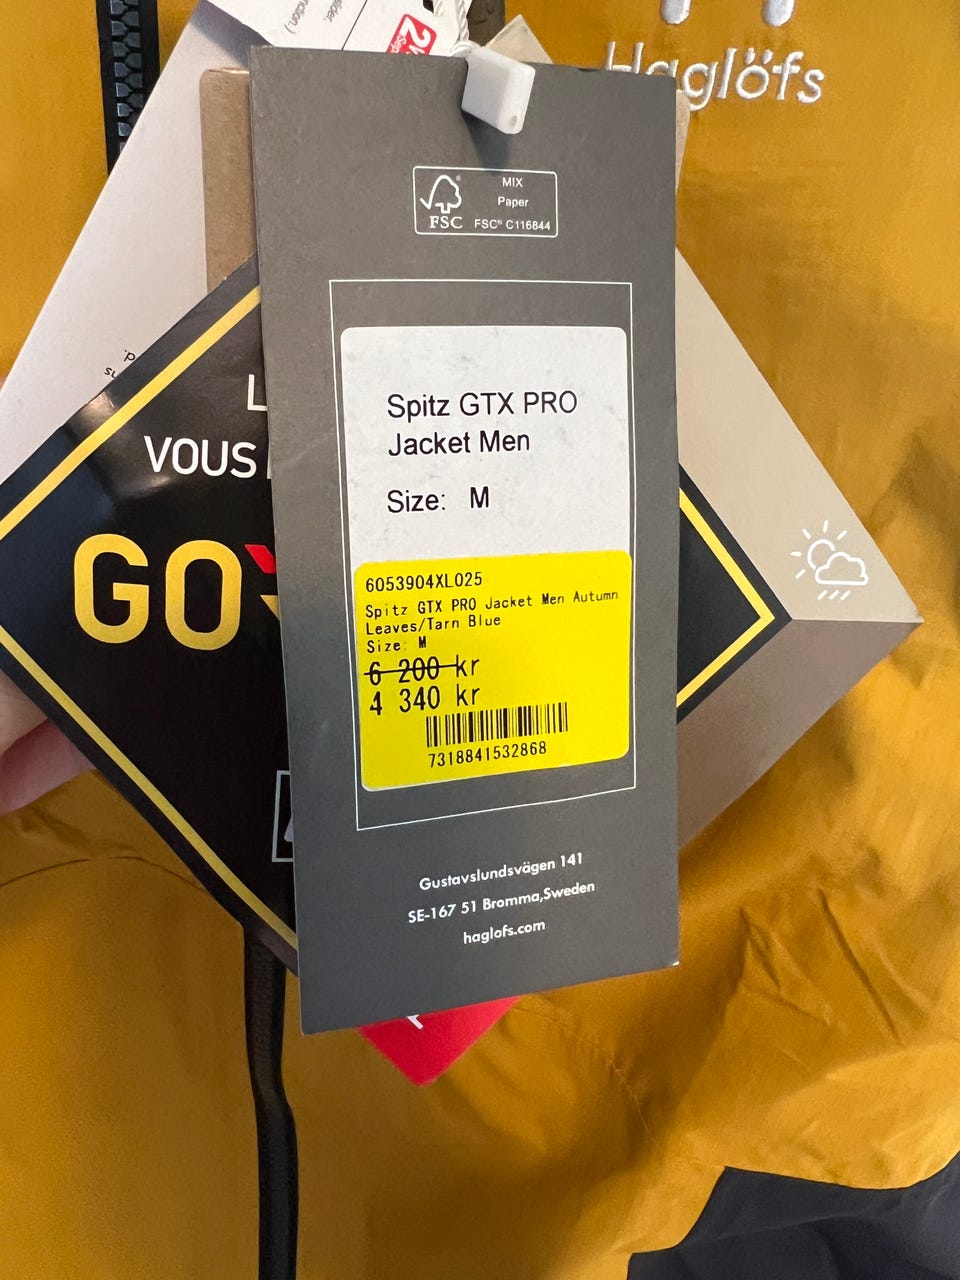 Haglöfs
MIX
Paper
FSC
FSC® C116844
VOUS
GO
Spitz GTX PRO
Jacket Men
Size: M
6053904XL025
Spitz GTX PRO Jacket Men Autumn
Leaves/Tarn Blue
Size: M
6 200 kr
4 340 kr
7318841532868
Gustavslundsvägen 141
SE-167 51 Bromma,Sweden
haglofs.com